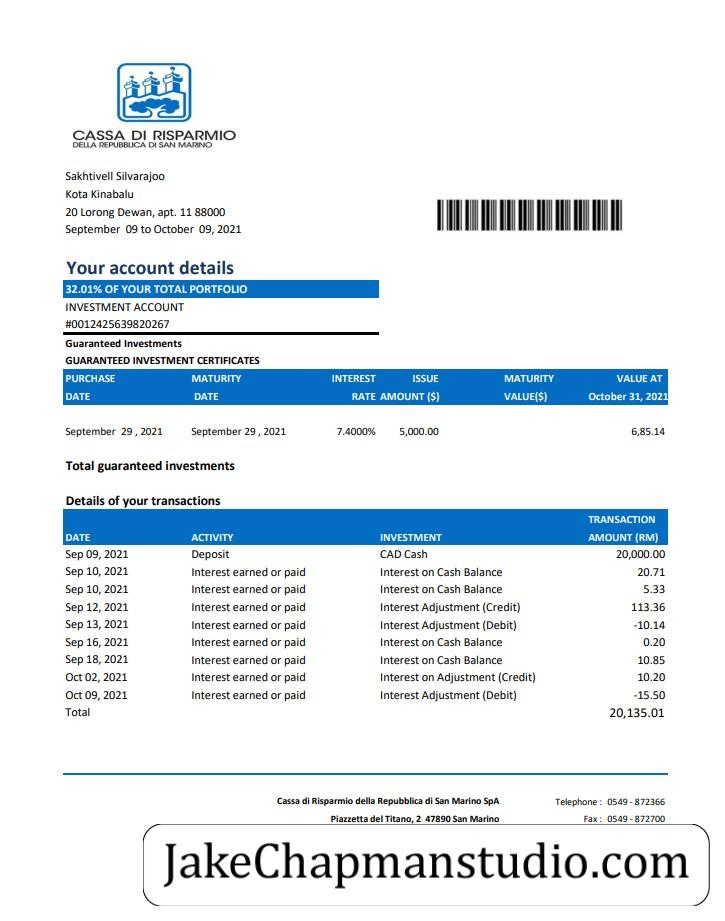 CASSA DI RISPARMIO
DELLA REPUBBLICA DI SAN MARINO
Sakhtivell Silvarajoo
Kota Kinabalu
20 Lorong Dewan, apt. 11 88000
September 09 to October 09, 2021
Your account details
32.01% OF YOUR TOTAL PORTFOLIO
INVESTMENT ACCOUNT
#0012425639820267
Guaranteed Investments
GUARANTEED INVESTMENT CERTIFICATES
PURCHASE MATURITY INTEREST ISSUE MATURITY VALUE AT
DATE DATE RATE AMOUNT ($) VALUE($) October 31, 2021
September 29 , 2021 September 29 , 2021 7.4000% 5,000.00 6,85.14
Total guaranteed investments
Details of your transactions
TRANSACTION
DATE ACTIVITY INVESTMENT AMOUNT (RM)
Sep 09, 2021 Deposit CAD Cash 20,000.00
Sep 10, 2021 Interest earned or paid Interest on Cash Balance 20.71
Sep 10, 2021 Interest earned or paid Interest on Cash Balance 5.33
Sep 12, 2021 Interest earned or paid Interest Adjustment (Credit) 113.36
Sep 13, 2021 Interest earned or paid Interest Adjustment (Debit) -10.14
Sep 16, 2021 Interest earned or paid Interest on Cash Balance 0.20
Sep 18, 2021 Interest earned or paid Interest on Cash Balance 10.85
Oct 02, 2021 Interest earned or paid Interest on Adjustment (Credit) 10.20
Oct 09, 2021 Interest earned or paid Interest Adjustment (Debit) -15.50
Total 20,135.01
Cassa di Risparmio della Repubblica di San Marino SpA Telephone : 0549 - 872366
Piazzetta del Titano, 2 47890 San Marino Fax : 0549 - 872700
JakeChapmanstudio.com